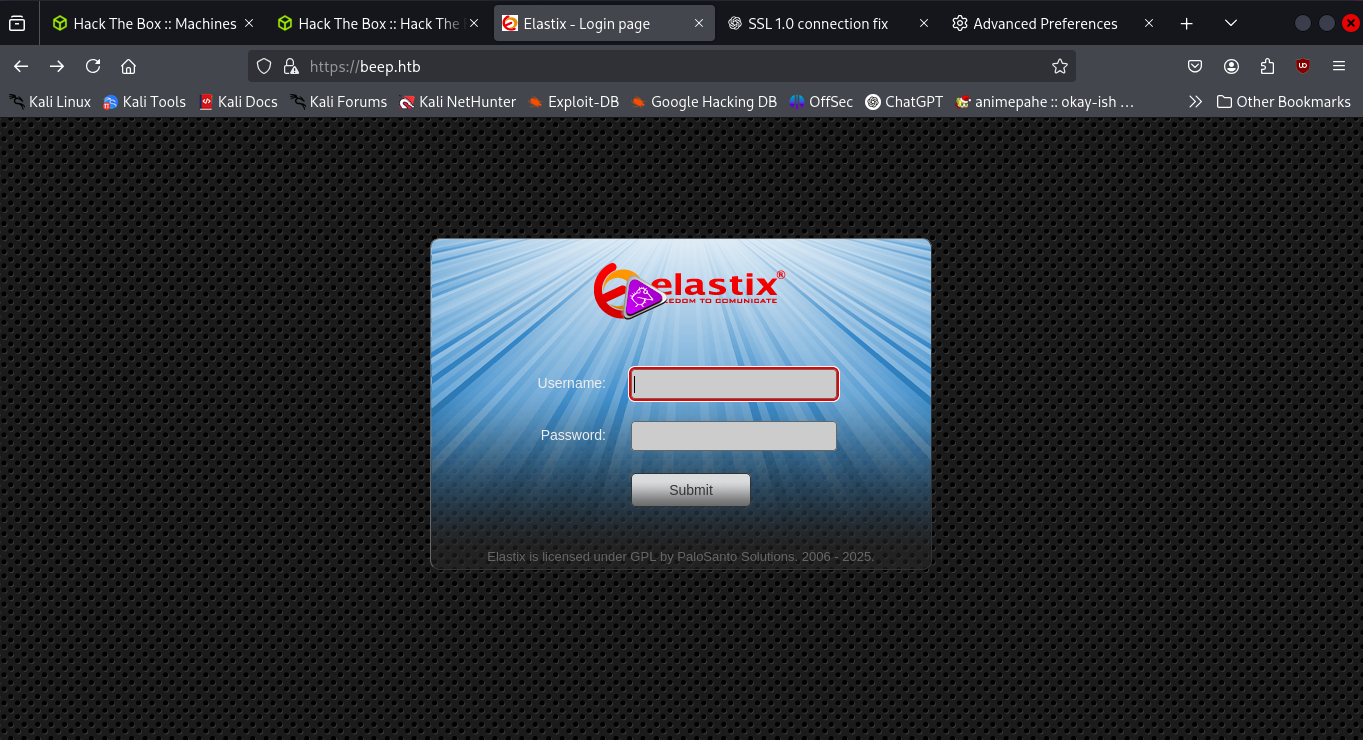 Hack The Box :: Machines
Hack The Box :: Hack The
Elastix - Login page
SSL 1.0 connection fix
Advanced Preferences
https://beep.htb
Kali Linux
Kali Tools
Kali Docs
Kali Forums
Kali NetHunter
Exploit-DB
Google Hacking DB
OffSec
ChatGPT
animepahe :: okay-ish …
Other Bookmarks
elastix®
EDOM TO COMUNICATE
Username:
Password:
Submit
Elastix is licensed under GPL by PaloSanto Solutions. 2006 - 2025.